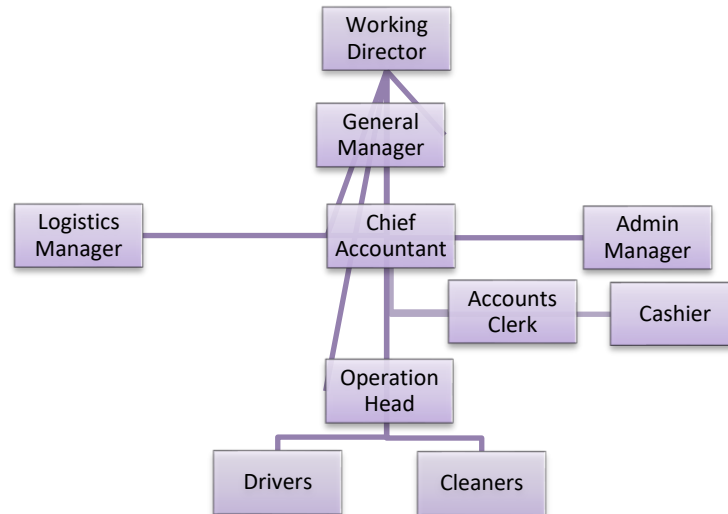 Working
Director
General
Manager
Logistics
Manager
Chief
Accountant
Admin
Manager
Accounts
Clerk
Cashier
Operation
Head
Drivers
Cleaners